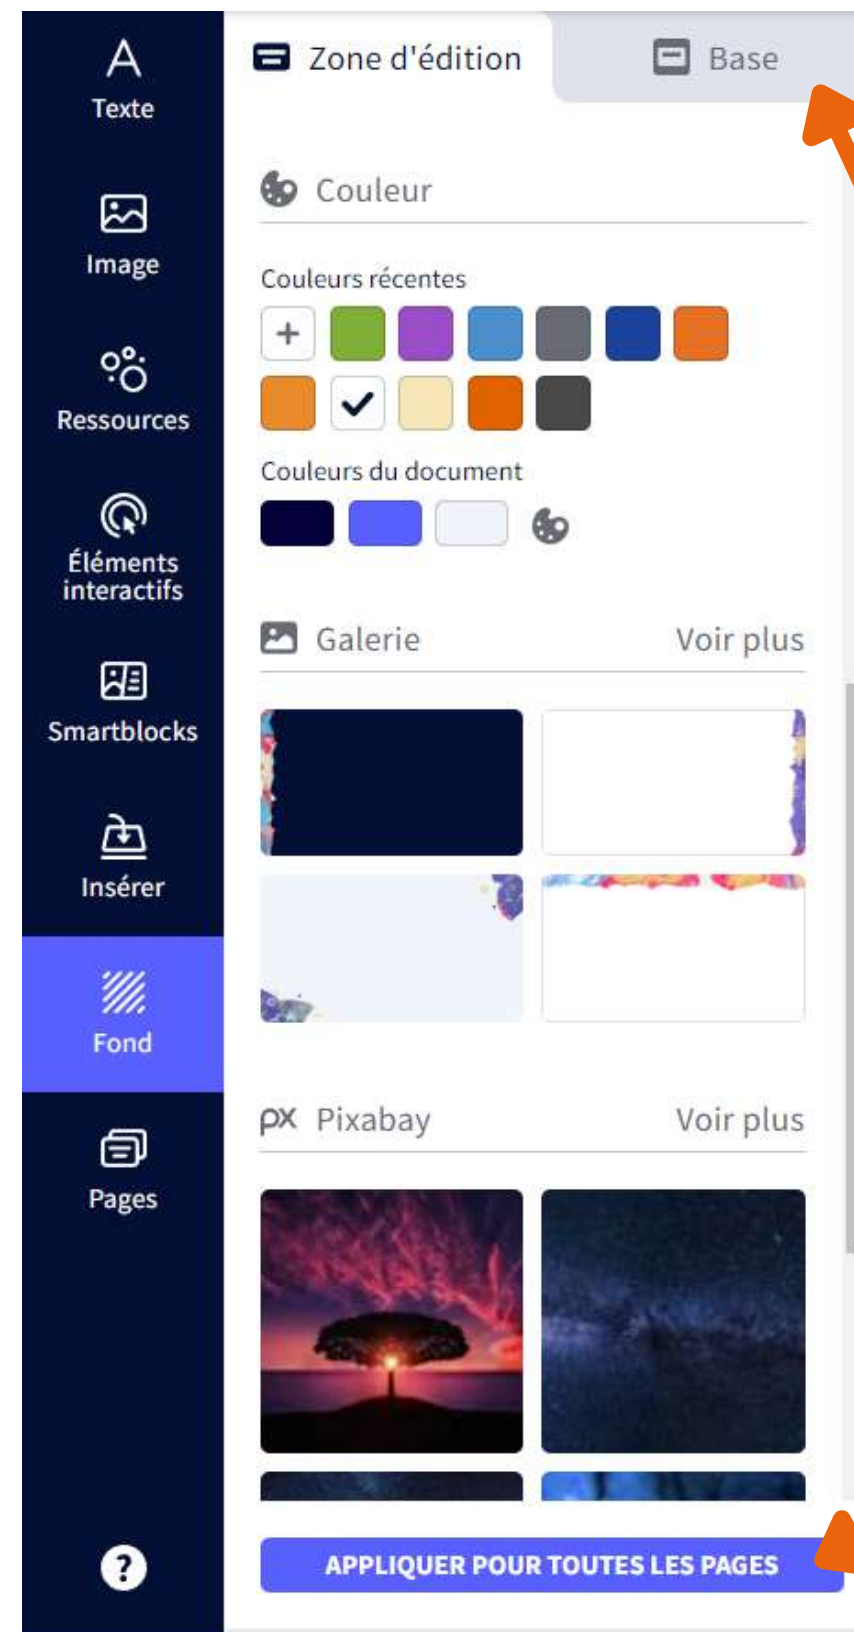 Texte
Image
Ressources
Éléments
interactifs
Smartblocks
Insérer
Fond
Pages
?
Zone d'édition
Base
Couleur
Couleurs récentes
+
Couleurs du document
Galerie Voir plus
px Pixabay Voir plus
APPLIQUER POUR TOUTES LES PAGES